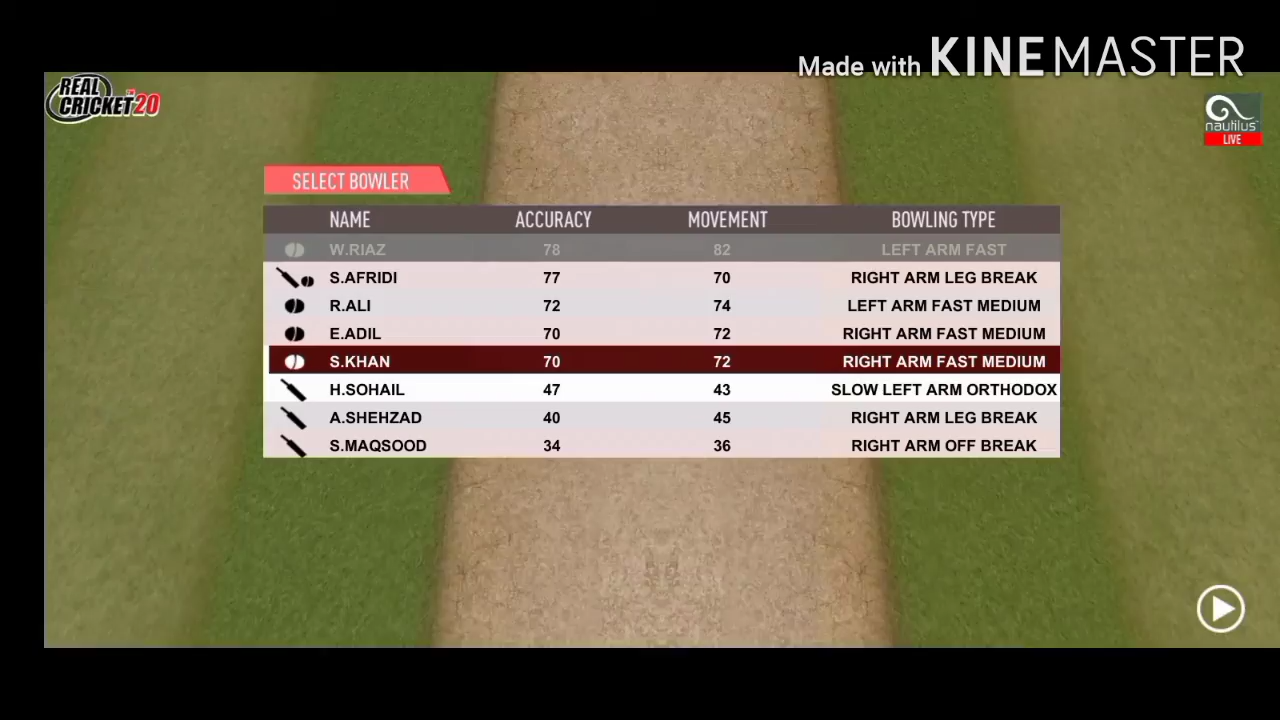 Made with KINEMASTER
REAL
CRICKET™20
nautilus
LIVE
SELECT BOWLER
NAME ACCURACY MOVEMENT BOWLING TYPE
W.RIAZ 78 82 LEFT ARM FAST
S.AFRIDI 77 70 RIGHT ARM LEG BREAK
R.ALI 72 74 LEFT ARM FAST MEDIUM
E.ADIL 70 72 RIGHT ARM FAST MEDIUM
S.KHAN 70 72 RIGHT ARM FAST MEDIUM
H.SOHAIL 47 43 SLOW LEFT ARM ORTHODOX
A.SHEHZAD 40 45 RIGHT ARM LEG BREAK
S.MAQSOOD 34 36 RIGHT ARM OFF BREAK